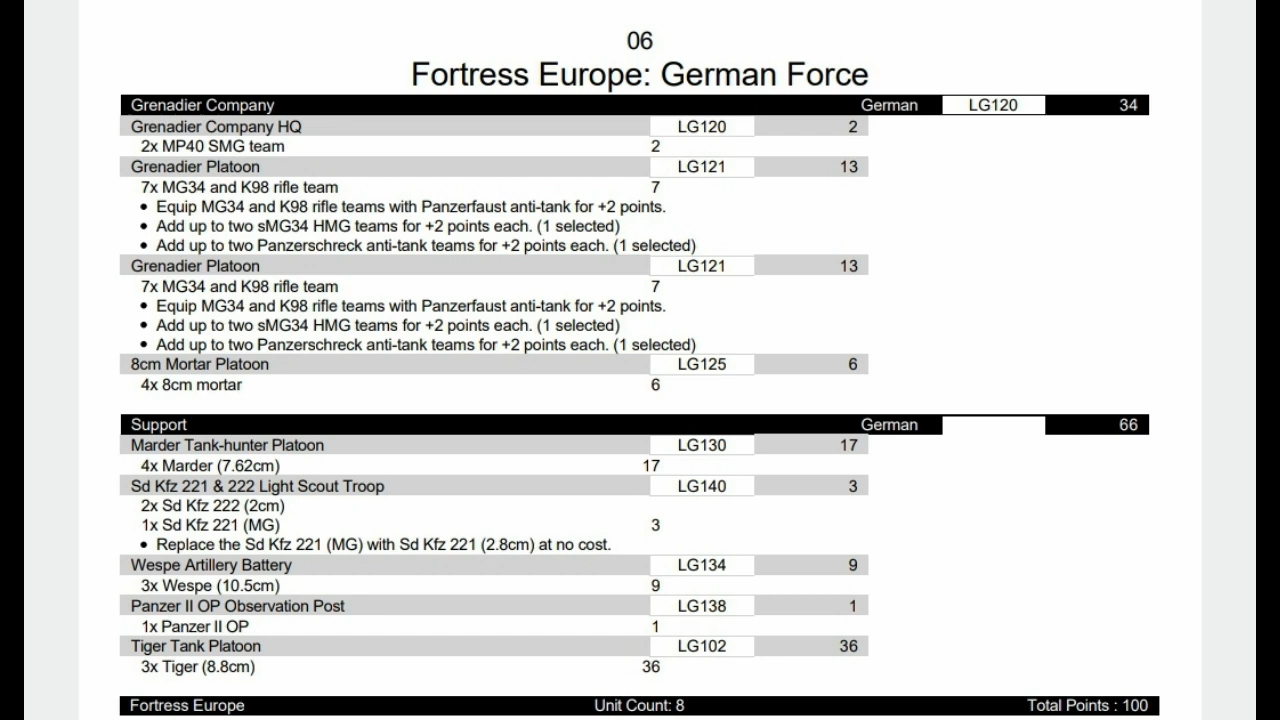 06
Fortress Europe: German Force
Grenadier Company German LG120 34
Grenadier Company HQ LG120 2
2x MP40 SMG team 2
Grenadier Platoon LG121 13
7x MG34 and K98 rifle team 7
• Equip MG34 and K98 rifle teams with Panzerfaust anti-tank for +2 points.
• Add up to two sMG34 HMG teams for +2 points each. (1 selected)
• Add up to two Panzerschreck anti-tank teams for +2 points each. (1 selected)
Grenadier Platoon LG121 13
7x MG34 and K98 rifle team 7
• Equip MG34 and K98 rifle teams with Panzerfaust anti-tank for +2 points.
• Add up to two sMG34 HMG teams for +2 points each. (1 selected)
• Add up to two Panzerschreck anti-tank teams for +2 points each. (1 selected)
8cm Mortar Platoon LG125 6
4x 8cm mortar 6
Support German 66
Marder Tank-hunter Platoon LG130 17
4x Marder (7.62cm) 17
Sd Kfz 221 & 222 Light Scout Troop LG140 3
2x Sd Kfz 222 (2cm)
1x Sd Kfz 221 (MG) 3
• Replace the Sd Kfz 221 (MG) with Sd Kfz 221 (2.8cm) at no cost.
Wespe Artillery Battery LG134 9
3x Wespe (10.5cm) 9
Panzer II OP Observation Post LG138 1
1x Panzer II OP 1
Tiger Tank Platoon LG102 36
3x Tiger (8.8cm) 36
Fortress Europe Unit Count: 8 Total Points : 100